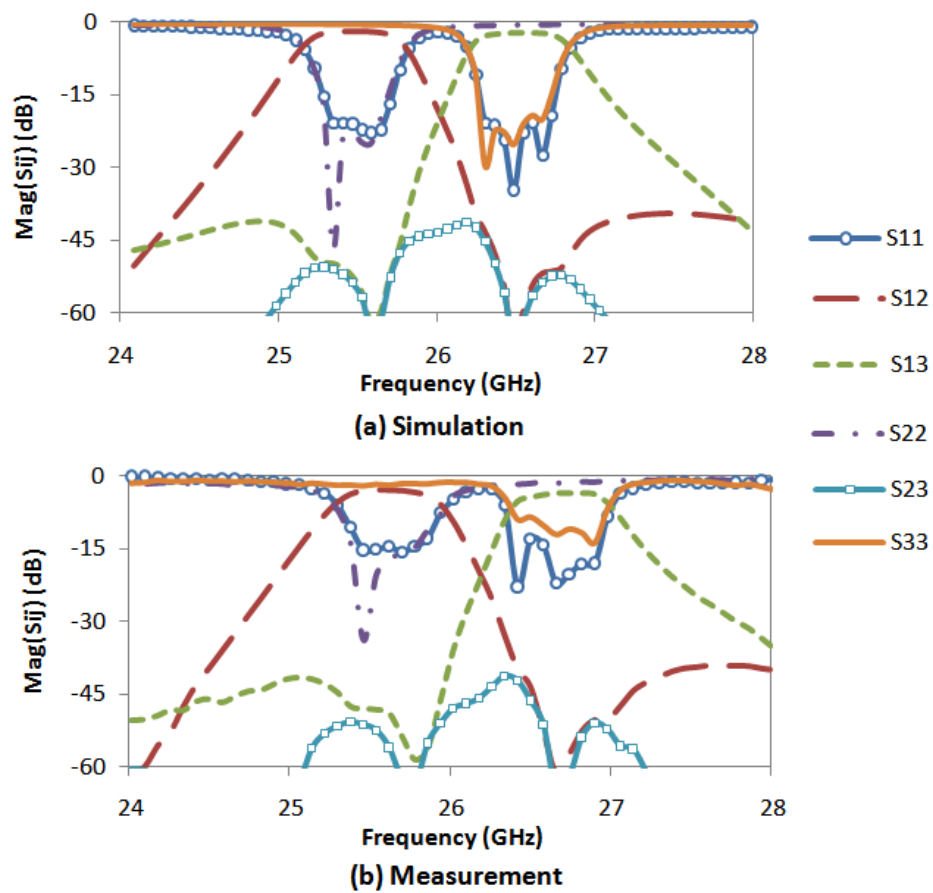 0
-15
-30
-45
-60
Mag(Sij) (dB)
24 25 26 27 28
Frequency (GHz)
(a) Simulation
S11
S12
S13
S22
S23
S33
0
-15
-30
-45
-60
Mag(Sij) (dB)
24 25 26 27 28
Frequency (GHz)
(b) Measurement